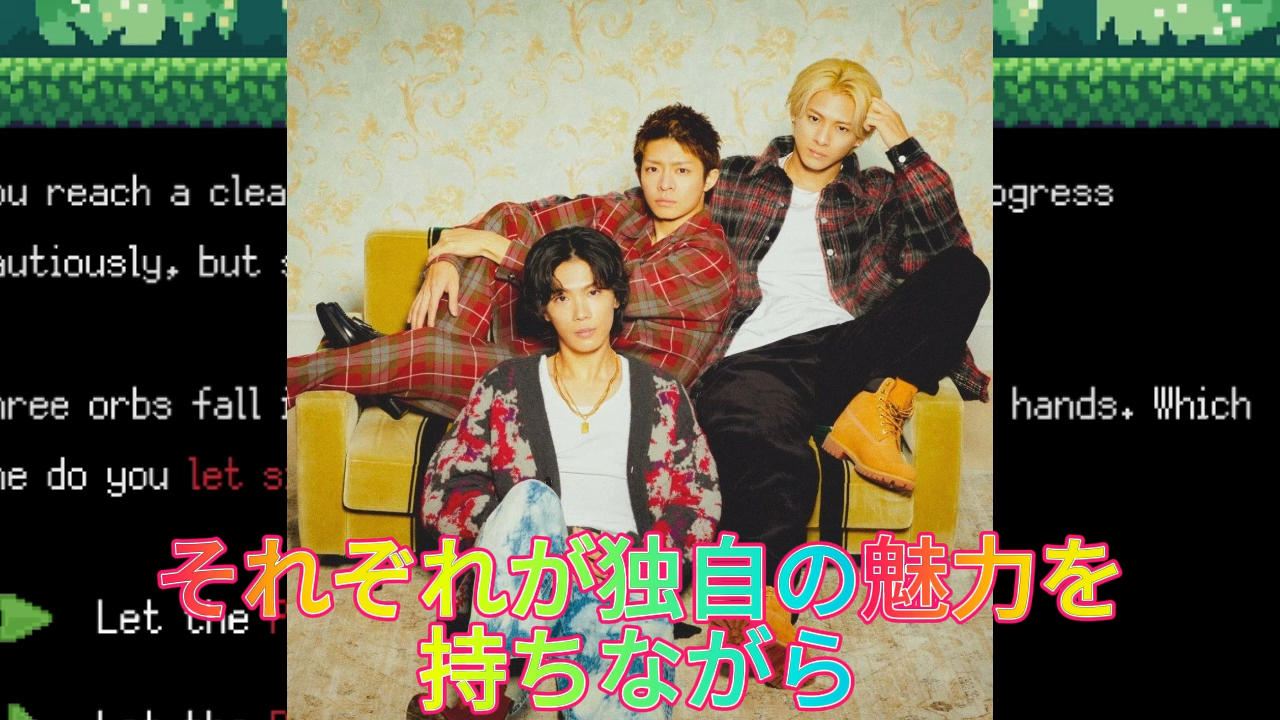 ou reach a clea
ogress
autiously, but s
hree orbs fall i
hands. Which
ne do you let s
それぞれが独自の魅力を
Let the
持ちながら